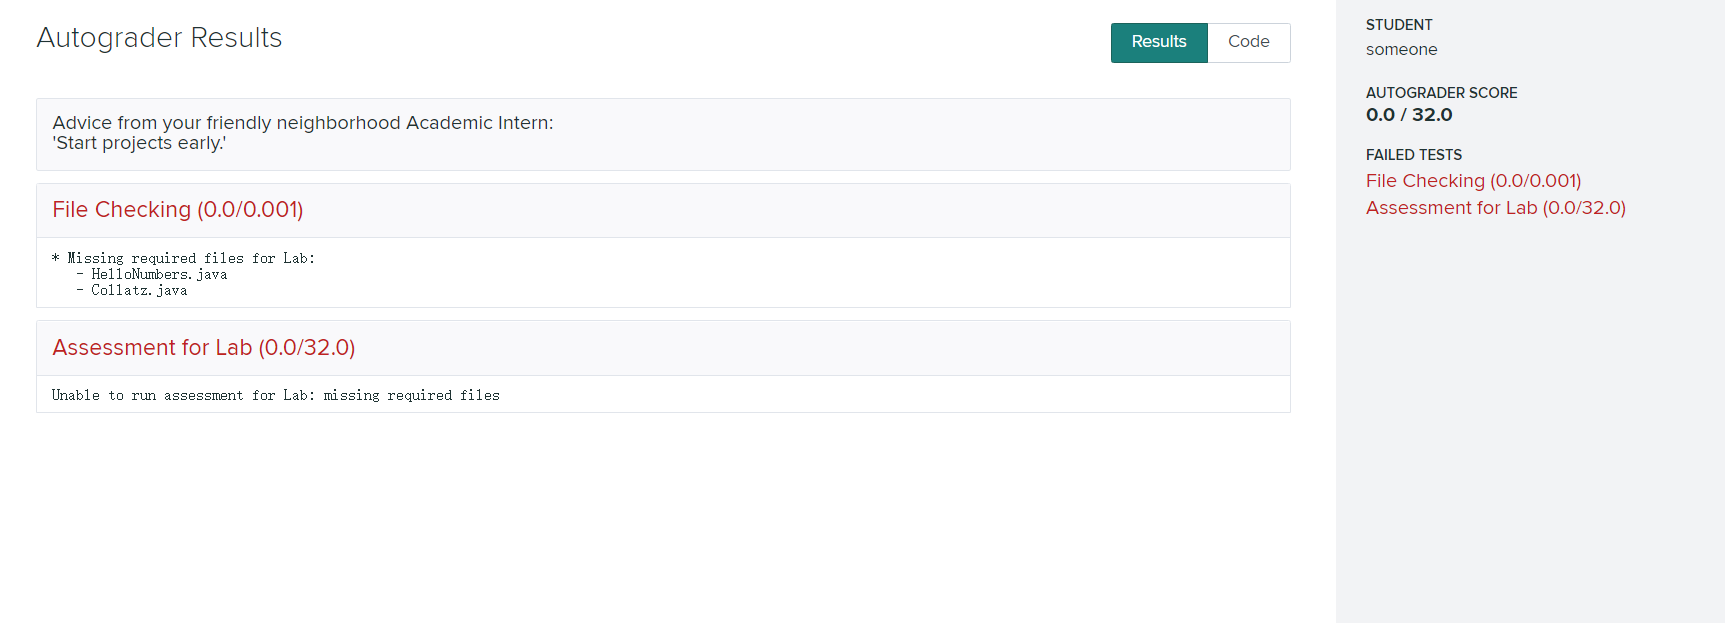 Autograder Results
Results
Code
Advice from your friendly neighborhood Academic Intern:
'Start projects early.'
File Checking (0.0/0.001)
* Missing required files for Lab:
- HelloNumbers.java
- Collatz.java
Assessment for Lab (0.0/32.0)
Unable to run assessment for Lab: missing required files
STUDENT
someone
AUTOGRADER SCORE
0.0 / 32.0
FAILED TESTS
File Checking (0.0/0.001)
Assessment for Lab (0.0/32.0)